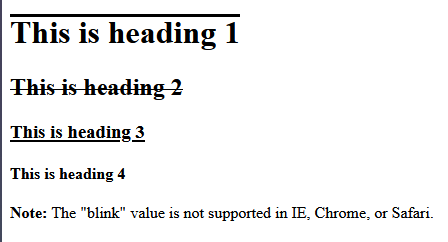 This is heading 1
This is heading 2
This is heading 3
This is heading 4
Note: The "blink" value is not supported in IE, Chrome, or Safari.